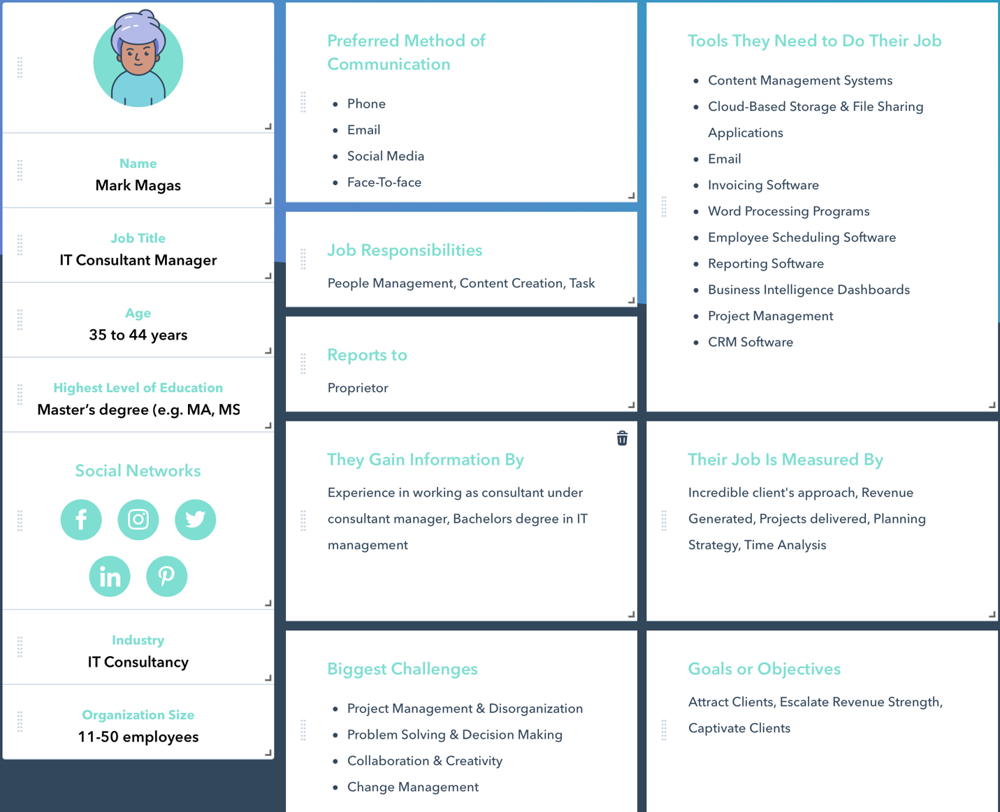 Name
Mark Magas
Job Title
IT Consultant Manager
Age
35 to 44 years
Highest Level of Education
Master’s degree (e.g. MA, MS
Social Networks
Industry
IT Consultancy
Organization Size
11-50 employees
Preferred Method of
Communication
• Phone
• Email
• Social Media
• Face-To-face
Job Responsibilities
People Management, Content Creation, Task
Reports to
Proprietor
They Gain Information By
Experience in working as consultant under
consultant manager, Bachelors degree in IT
management
Biggest Challenges
• Project Management & Disorganization
• Problem Solving & Decision Making
• Collaboration & Creativity
• Change Management
Tools They Need to Do Their Job
• Content Management Systems
• Cloud-Based Storage & File Sharing
Applications
• Email
• Invoicing Software
• Word Processing Programs
• Employee Scheduling Software
• Reporting Software
• Business Intelligence Dashboards
• Project Management
• CRM Software
Their Job Is Measured By
Incredible client's approach, Revenue
Generated, Projects delivered, Planning
Strategy, Time Analysis
Goals or Objectives
Attract Clients, Escalate Revenue Strength,
Captivate Clients